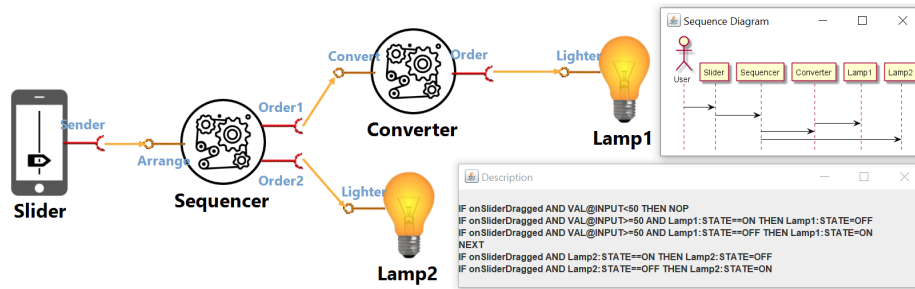 Sender
Slider
Arrange
Sequencer
Order1
Order2
Convert
Order
Converter
Lighter
Lamp1
Lighter
Lamp2
Sequence Diagram
User
Slider
Sequencer
Converter
Lamp1
Lamp2
Description
IF onSliderDragged AND VAL@INPUT<50 THEN NOP
IF onSliderDragged AND VAL@INPUT>=50 AND Lamp1:STATE==ON THEN Lamp1:STATE=OFF
IF onSliderDragged AND VAL@INPUT>=50 AND Lamp1:STATE==OFF THEN Lamp1:STATE=ON
NEXT
IF onSliderDragged AND Lamp2:STATE==ON THEN Lamp2:STATE=OFF
IF onSliderDragged AND Lamp2:STATE==OFF THEN Lamp2:STATE=ON